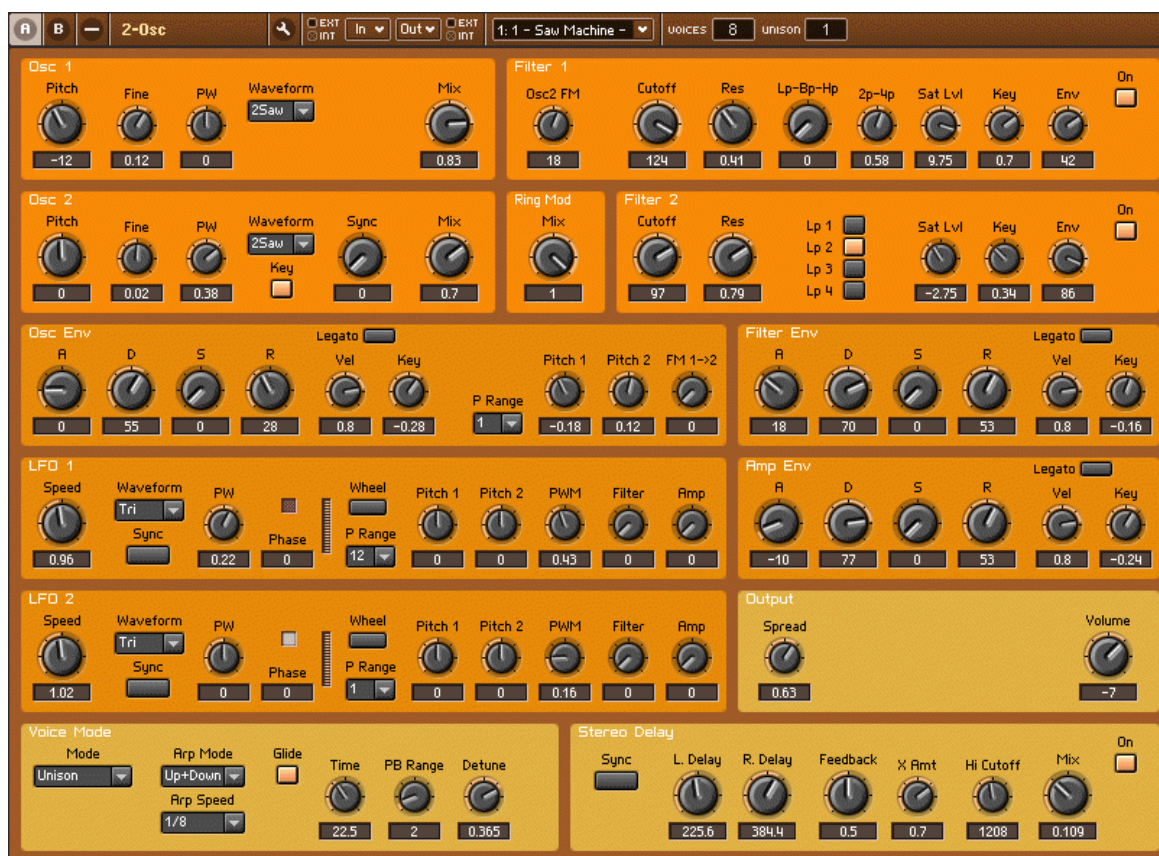 A B 2-Osc EXT INT In Out EXT INT 1: 1 - Saw Machine - VOICES 8 UNISON 1
Osc 1
Pitch Fine PW Waveform Mix
2Saw
-12 0.12 0 0.83
Filter 1
On
Osc2 FM Cutoff Res Lp-Bp-Hp 2p-4p Sat Lvl Key Env
18 124 0.41 0 0.58 9.75 0.7 42
Osc 2
Pitch Fine PW Waveform Sync Mix
2Saw
Key
0 0.02 0.38 0 0.7
Ring Mod
Mix
1
Filter 2
On
Cutoff Res Sat Lvl Key Env
Lp 1
Lp 2
Lp 3
Lp 4
97 0.79 -2.75 0.34 86
Osc Env
Legato
A D S R Vel Key Pitch 1 Pitch 2 FM 1->2
P Range
1
0 55 0 28 0.8 -0.28 -0.18 0.12 0
Filter Env
Legato
A D S R Vel Key
18 70 0 53 0.8 -0.16
LFO 1
Speed Waveform PW Wheel Pitch 1 Pitch 2 PWM Filter Amp
Tri
Sync Phase P Range
12
0.96 0.22 0 0 0 0.43 0 0
Amp Env
Legato
A D S R Vel Key
-10 77 0 53 0.8 -0.24
LFO 2
Speed Waveform PW Wheel Pitch 1 Pitch 2 PWM Filter Amp
Tri
Sync Phase P Range
1
1.02 0 0 0 0 0.16 0 0
Output
Spread Volume
0.63 -7
Voice Mode
Mode Arp Mode Glide Time PB Range Detune
Unison Up+Down
Arp Speed
1/8
22.5 2 0.365
Stereo Delay
On
Sync L. Delay R. Delay Feedback X Amt Hi Cutoff Mix
225.6 384.4 0.5 0.7 1208 0.109